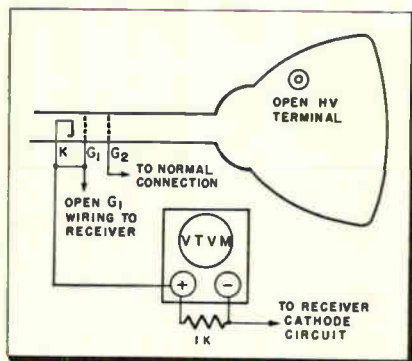 OPEN HV
TERMINAL
K
G1
G2
TO NORMAL
CONNECTION
OPEN G1
WIRING TO
RECEIVER
VTVM
+
-
1K
TO RECEIVER
CATHODE
CIRCUIT